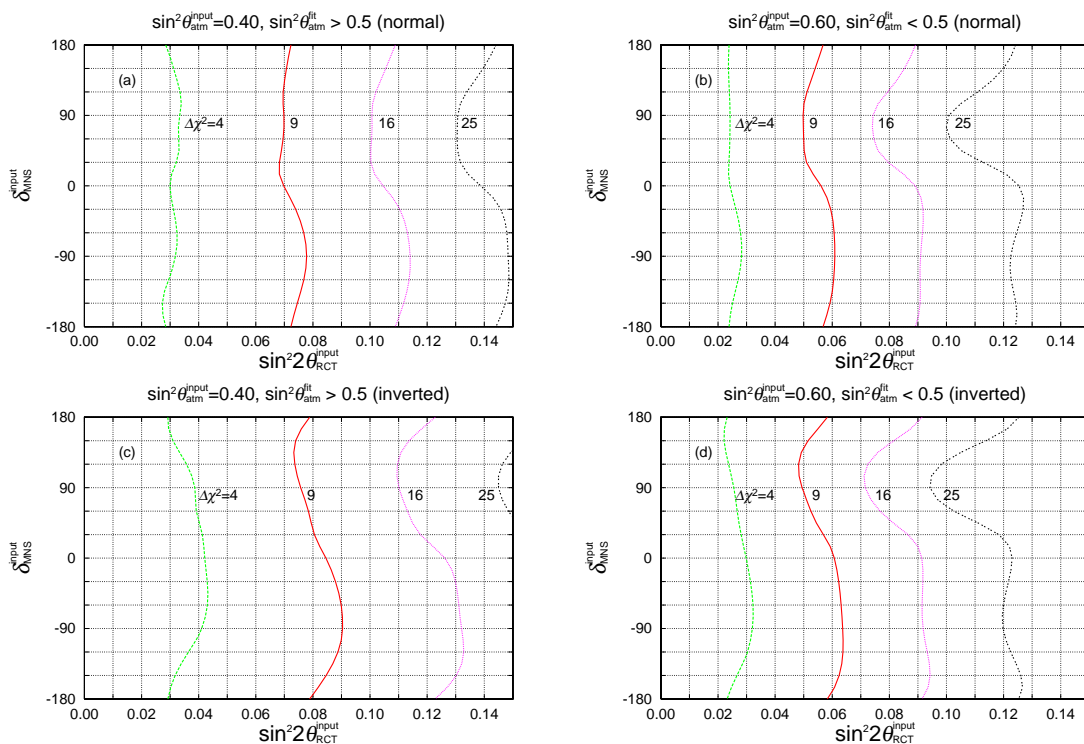 sin²θ_atm^input=0.40, sin²θ_atm^fit > 0.5 (normal)
180
90
0
-90
-180
δ_MNS^input
(a)
Δχ²=4
9
16
25
0.00 0.02 0.04 0.06 0.08 0.10 0.12 0.14
sin²2θ_RCT^input
sin²θ_atm^input=0.60, sin²θ_atm^fit < 0.5 (normal)
180
90
0
-90
-180
δ_MNS^input
(b)
Δχ²=4
9
16
25
0.00 0.02 0.04 0.06 0.08 0.10 0.12 0.14
sin²2θ_RCT^input
sin²θ_atm^input=0.40, sin²θ_atm^fit > 0.5 (inverted)
180
90
0
-90
-180
δ_MNS^input
(c)
Δχ²=4
9
16
25
0.00 0.02 0.04 0.06 0.08 0.10 0.12 0.14
sin²2θ_RCT^input
sin²θ_atm^input=0.60, sin²θ_atm^fit < 0.5 (inverted)
180
90
0
-90
-180
δ_MNS^input
(d)
Δχ²=4
9
16
25
0.00 0.02 0.04 0.06 0.08 0.10 0.12 0.14
sin²2θ_RCT^input